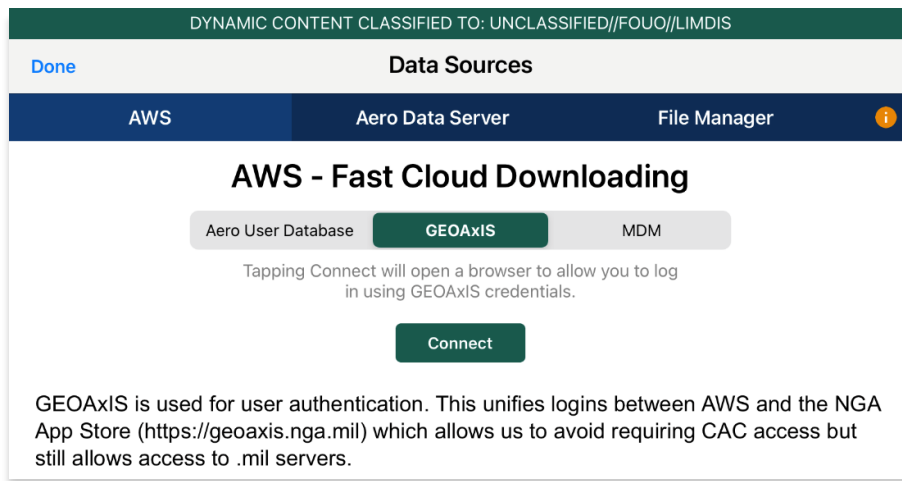 DYNAMIC CONTENT CLASSIFIED TO: UNCLASSIFIED//FOUO//LIMDIS
Done
Data Sources
AWS
Aero Data Server
File Manager
i
AWS - Fast Cloud Downloading
Aero User Database
GEOAxIS
MDM
Tapping Connect will open a browser to allow you to log
in using GEOAxIS credentials.
Connect
GEOAxIS is used for user authentication. This unifies logins between AWS and the NGA
App Store (https://geoaxis.nga.mil) which allows us to avoid requiring CAC access but
still allows access to .mil servers.